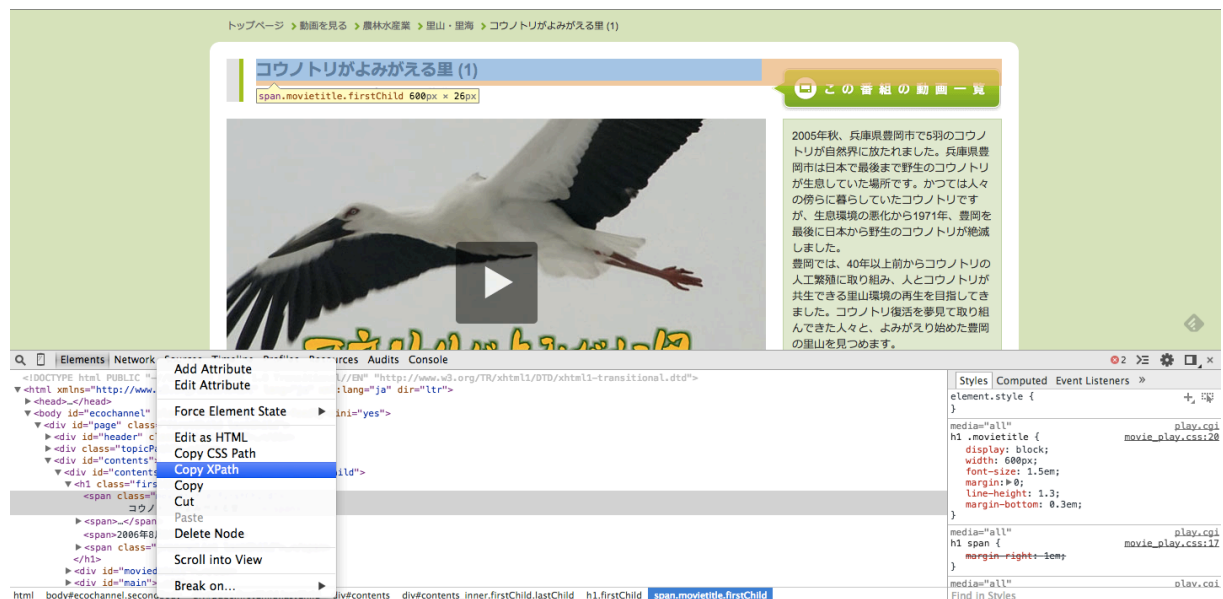 トップページ > 動画を見る > 農林水産業 > 里山・里海 > コウノトリがよみがえる里 (1)
コウノトリがよみがえる里 (1)
span.movietitle.firstChild 600px × 26px
この番組の動画一覧
2005年秋、兵庫県豊岡市で5羽のコウノ
トリが自然界に放たれました。兵庫県豊
岡市は日本で最後まで野生のコウノトリ
が生息していた場所です。かつては人々
の傍らに暮らしていたコウノトリです
が、生息環境の悪化から1971年、豊岡を
最後に日本から野生のコウノトリが絶滅
しました。
豊岡では、40年以上前からコウノトリの
人工繁殖に取り組み、人とコウノトリが
共生できる里山環境の再生を目指してき
ました。コウノトリ復活を夢見て取り組
んできた人々と、よみがえり始めた豊岡
の里山を見つめます。
Elements Network Sources Timeline Profiles Resources Audits Console
2
<!DOCTYPE html PUBLIC "- //EN" "http://www.w3.org/TR/xhtml1/DTD/xhtml1-transitional.dtd">
▼<html xmlns="http://www. :lang="ja" dir="ltr">
▶<head>…</head>
▼<body id="ecochannel" ini="yes">
▼<div id="page" class=
▶<div id="header" c
▶<div class="topicPa
▼<div id="contents"
▼<div id="contents ild">
▼<h1 class="firs
<span class="
コウノ
▶<span>…</span
<span>2006年8
▶<span class="
</h1>
▶<div id="movied
▶<div id="main">
Add Attribute
Edit Attribute
Force Element State ▶
Edit as HTML
Copy CSS Path
Copy XPath
Copy
Cut
Paste
Delete Node
Scroll into View
Break on... ▶
html body#ecochannel.second div#contents div#contents_inner.firstChild.lastChild h1.firstChild span.movietitle.firstChild
Styles Computed Event Listeners »
element.style {
}
media="all" play.cgi
h1 .movietitle { movie_play.css:20
display: block;
width: 600px;
font-size: 1.5em;
margin:▶0;
line-height: 1.3;
margin-bottom: 0.3em;
}
media="all" play.cgi
h1 span { movie_play.css:17
margin-right: 1em;
}
media="all" play.cgi
Find in Styles